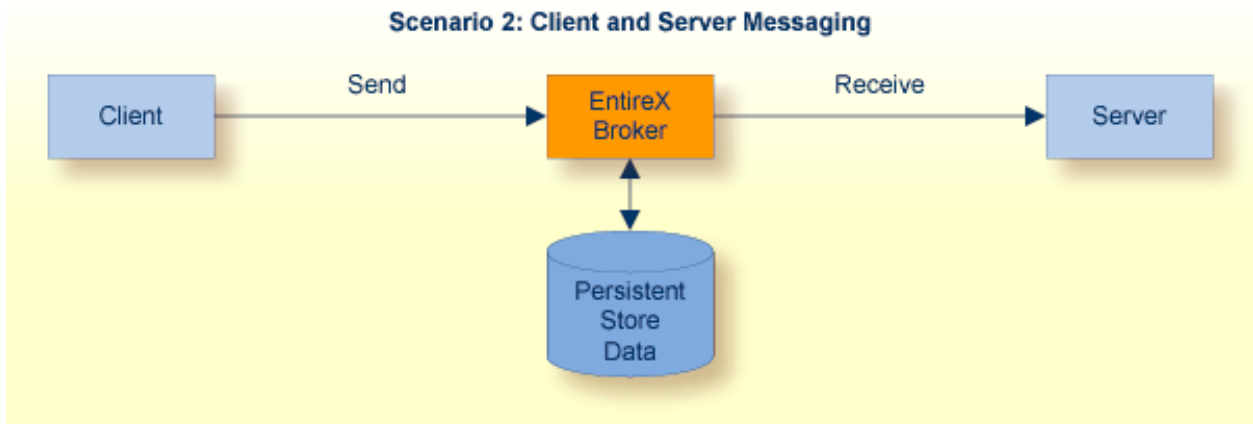 Scenario 2: Client and Server Messaging
Send
Receive
Client
EntireX
Broker
Server
Persistent
Store
Data